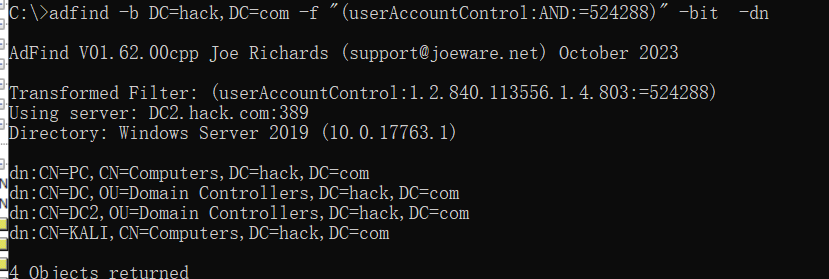 C:\>adfind -b DC=hack,DC=com -f "(userAccountControl:AND:=524288)" -bit  -dn
AdFind V01.62.00cpp Joe Richards (support@joeware.net) October 2023
Transformed Filter: (userAccountControl:1.2.840.113556.1.4.803:=524288)
Using server: DC2.hack.com:389
Directory: Windows Server 2019 (10.0.17763.1)
dn:CN=PC,CN=Computers,DC=hack,DC=com
dn:CN=DC,OU=Domain Controllers,DC=hack,DC=com
dn:CN=DC2,OU=Domain Controllers,DC=hack,DC=com
dn:CN=KALI,CN=Computers,DC=hack,DC=com
4 Objects returned